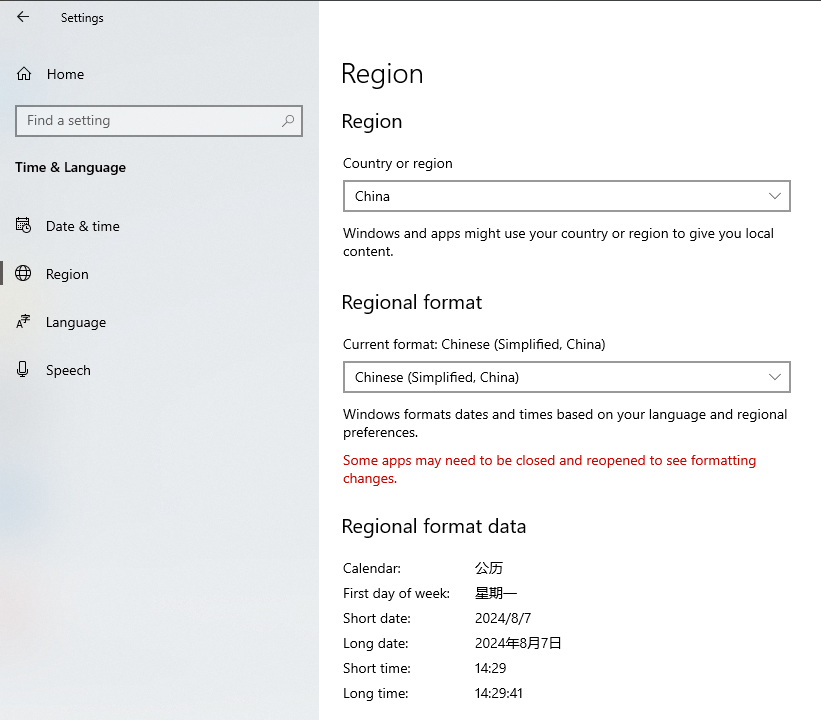 Settings
Home
Find a setting
Time & Language
Date & time
Region
Language
Speech
Region
Region
Country or region
China
Windows and apps might use your country or region to give you local
content.
Regional format
Current format: Chinese (Simplified, China)
Chinese (Simplified, China)
Windows formats dates and times based on your language and regional
preferences.
Some apps may need to be closed and reopened to see formatting
changes.
Regional format data
Calendar: 公历
First day of week: 星期一
Short date: 2024/8/7
Long date: 2024年8月7日
Short time: 14:29
Long time: 14:29:41